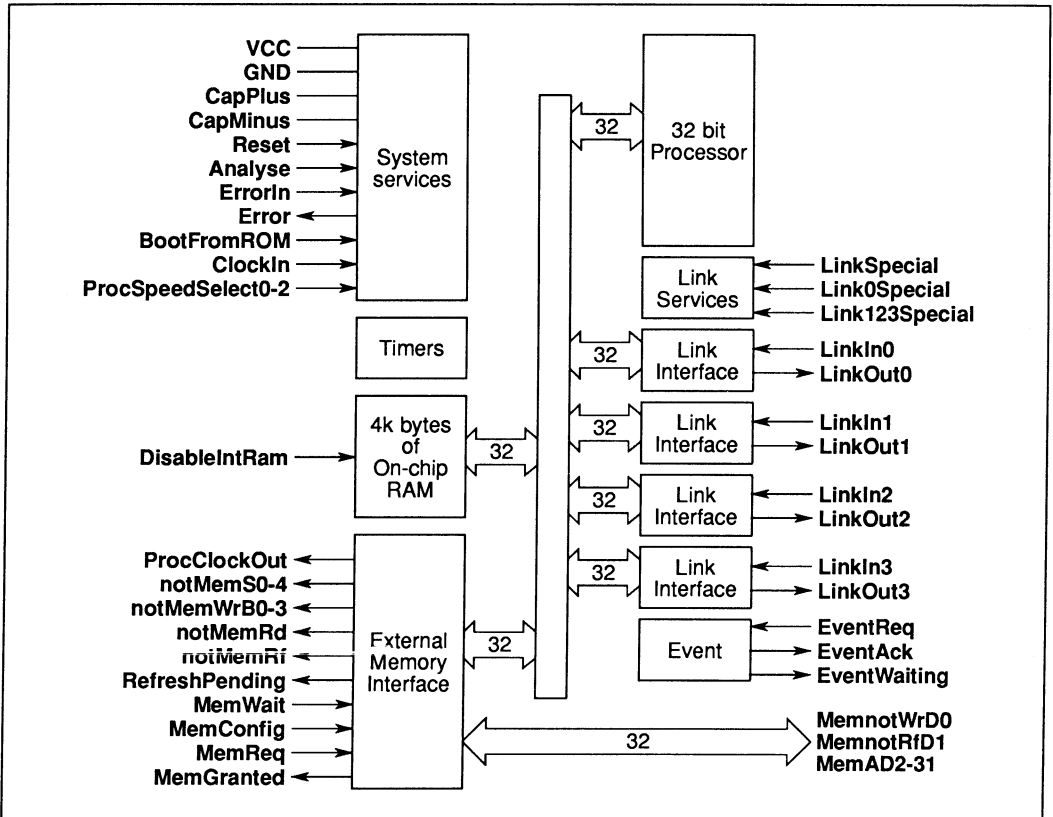 VCC
GND
CapPlus
CapMinus
Reset
Analyse
ErrorIn
Error
BootFromROM
ClockIn
ProcSpeedSelect0-2
System
services
Timers
DisableIntRam
4k bytes
of
On-chip
RAM
32
ProcClockOut
notMemS0-4
notMemWrB0-3
notMemRd
notMemRf
RefreshPending
MemWait
MemConfig
MemReq
MemGranted
External
Memory
Interface
32
32
32 bit
Processor
Link
Services
LinkSpecial
Link0Special
Link123Special
32
Link
Interface
LinkIn0
LinkOut0
32
Link
Interface
LinkIn1
LinkOut1
32
Link
Interface
LinkIn2
LinkOut2
32
Link
Interface
LinkIn3
LinkOut3
Event
EventReq
EventAck
EventWaiting
32
MemnotWrD0
MemnotRfD1
MemAD2-31